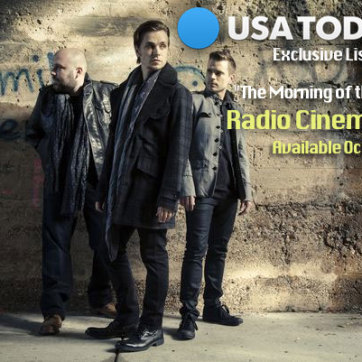 USA TOD
Exclusive Lis
"The Morning of th
Radio Cinem
Available Oc